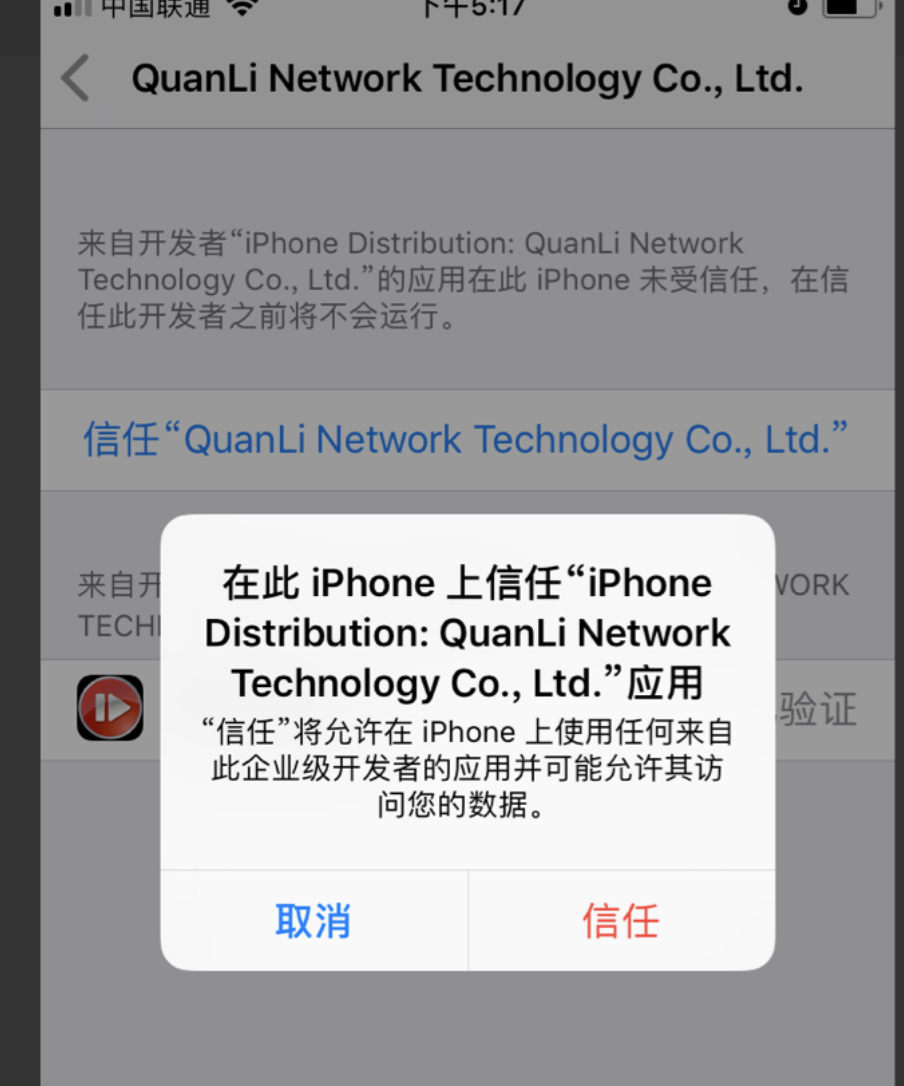 中国联通
下午5:17
QuanLi Network Technology Co., Ltd.
来自开发者“iPhone Distribution: QuanLi Network
Technology Co., Ltd.”的应用在此 iPhone 未受信任，在信
任此开发者之前将不会运行。
信任“QuanLi Network Technology Co., Ltd.”
来自开
WORK
TECH
在此 iPhone 上信任“iPhone
Distribution: QuanLi Network
Technology Co., Ltd.”应用
“信任”将允许在 iPhone 上使用任何来自
此企业级开发者的应用并可能允许其访
问您的数据。
验证
取消
信任